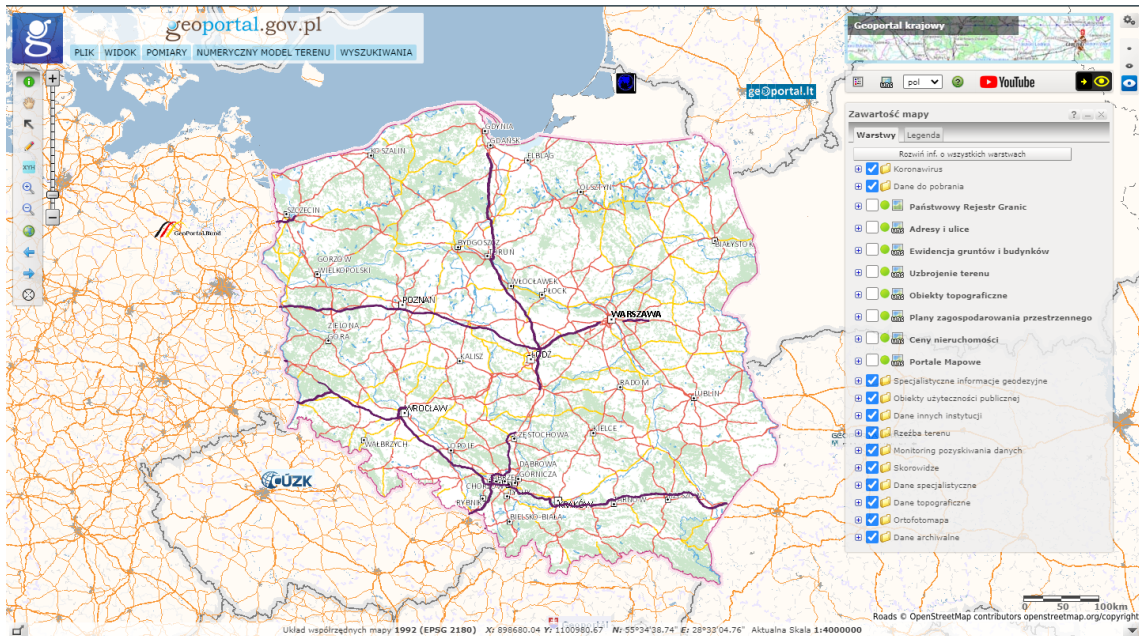 geoportal.gov.pl
PLIK WIDOK POMIARY NUMERYCZNY MODEL TERENU WYSZUKIWANIA
Geoportal krajowy
pol
YouTube
ge portal.lt
Zawartość mapy
Warstwy Legenda
Rozwiń inf. o wszystkich warstwach
Koronawirus
Dane do pobrania
Państwowy Rejestr Granic
Adresy i ulice
Ewidencja gruntów i budynków
Uzbrojenie terenu
Obiekty topograficzne
Plany zagospodarowania przestrzennego
Ceny nieruchomości
Portale Mapowe
Specjalistyczne informacje geodezyjne
Obiekty użyteczności publicznej
Dane innych instytucji
Rzeźba terenu
Monitoring pozyskiwania danych
Skorowidze
Dane specjalistyczne
Dane topograficzne
Ortofotomapa
Dane archiwalne
XYH
GDYNIA
GDAŃSK
KOSZALIN
ELBLĄG
OLSZTYN
SZCZECIN
GeoPortal.Bund
BYDGOSZCZ
TORUŃ
BIAŁYSTOK
GORZÓW
WIELKOPOLSKI
WŁOCŁAWEK
PŁOCK
POZNAŃ
WARSZAWA
ZIELONA
GÓRA
KALISZ
ŁÓDŹ
RADOM
LUBLIN
WROCŁAW
WAŁBRZYCH
OPOLE
CZĘSTOCHOWA
KIELCE
DĄBROWA
GÓRNICZA
ČÚZK
RYBNIK
KRAKÓW
BIELSKO-BIAŁA
0 50 100km
Roads © OpenStreetMap contributors openstreetmap.org/copyright
Układ współrzędnych mapy 1992 (EPSG 2180) X: 898680.04 Y: 1100980.67 N: 55°34'38.74" E: 28°33'04.76" Aktualna Skala 1:4000000